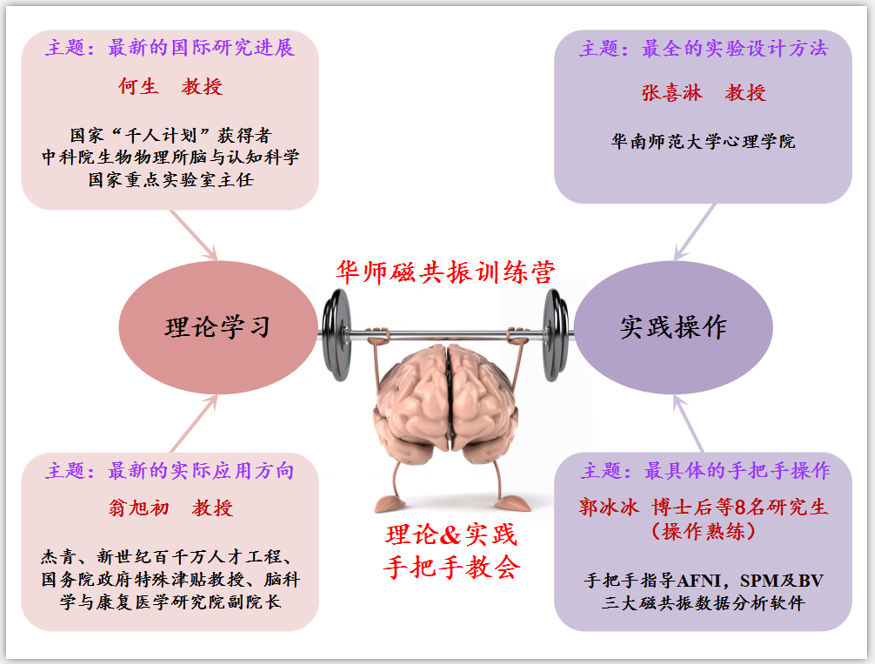 主题：最新的国际研究进展
何生 教授
国家“千人计划”获得者
中科院生物物理所脑与认知科学
国家重点实验室主任
主题：最全的实验设计方法
张喜淋 教授
华南师范大学心理学院
华师磁共振训练营
理论学习
实践操作
主题：最新的实际应用方向
翁旭初 教授
杰青、新世纪百千万人才工程、
国务院政府特殊津贴教授、脑科
学与康复医学研究院副院长
理论&实践
手把手教会
主题：最具体的手把手操作
郭冰冰 博士后等8名研究生
（操作熟练）
手把手指导AFNI，SPM及BV
三大磁共振数据分析软件